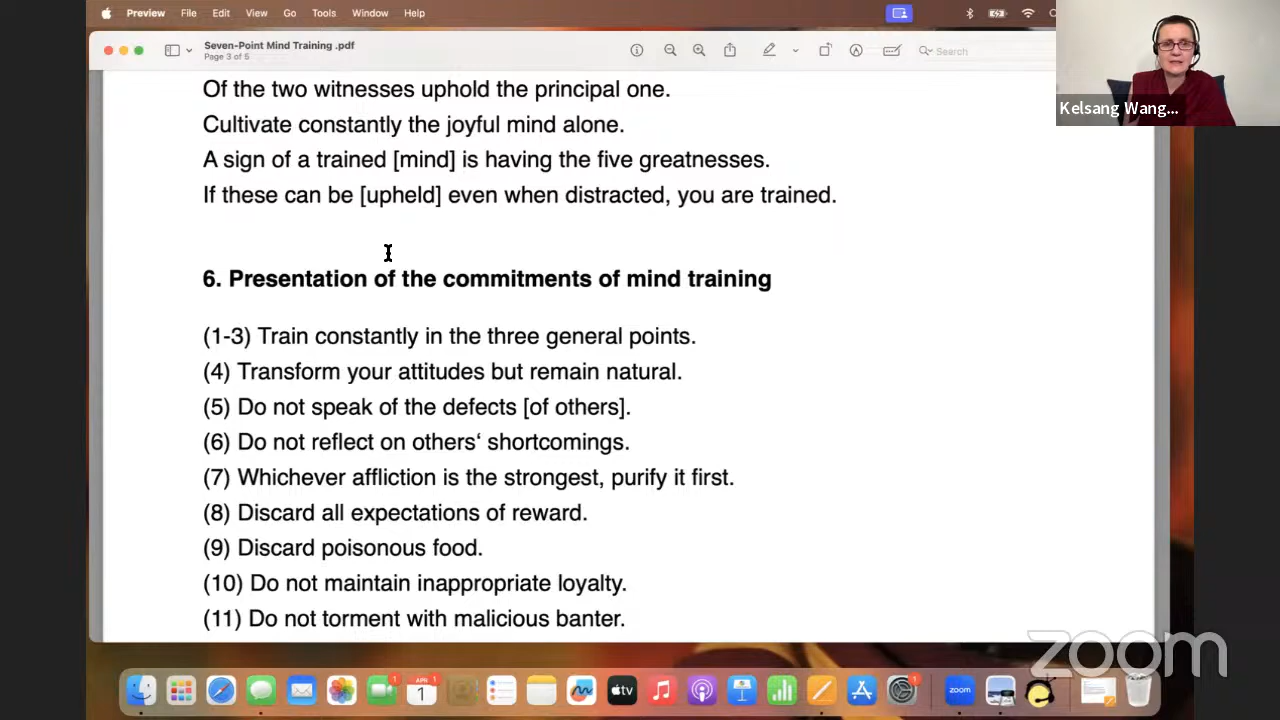 Preview File Edit View Go Tools Window Help
Seven-Point Mind Training .pdf
Page 3 of 5
Search
Kelsang Wang...
Of the two witnesses uphold the principal one.
Cultivate constantly the joyful mind alone.
A sign of a trained [mind] is having the five greatnesses.
If these can be [upheld] even when distracted, you are trained.
6. Presentation of the commitments of mind training
(1-3) Train constantly in the three general points.
(4) Transform your attitudes but remain natural.
(5) Do not speak of the defects [of others].
(6) Do not reflect on others‘ shortcomings.
(7) Whichever affliction is the strongest, purify it first.
(8) Discard all expectations of reward.
(9) Discard poisonous food.
(10) Do not maintain inappropriate loyalty.
(11) Do not torment with malicious banter.
zoom
APR
1
tv
zoom